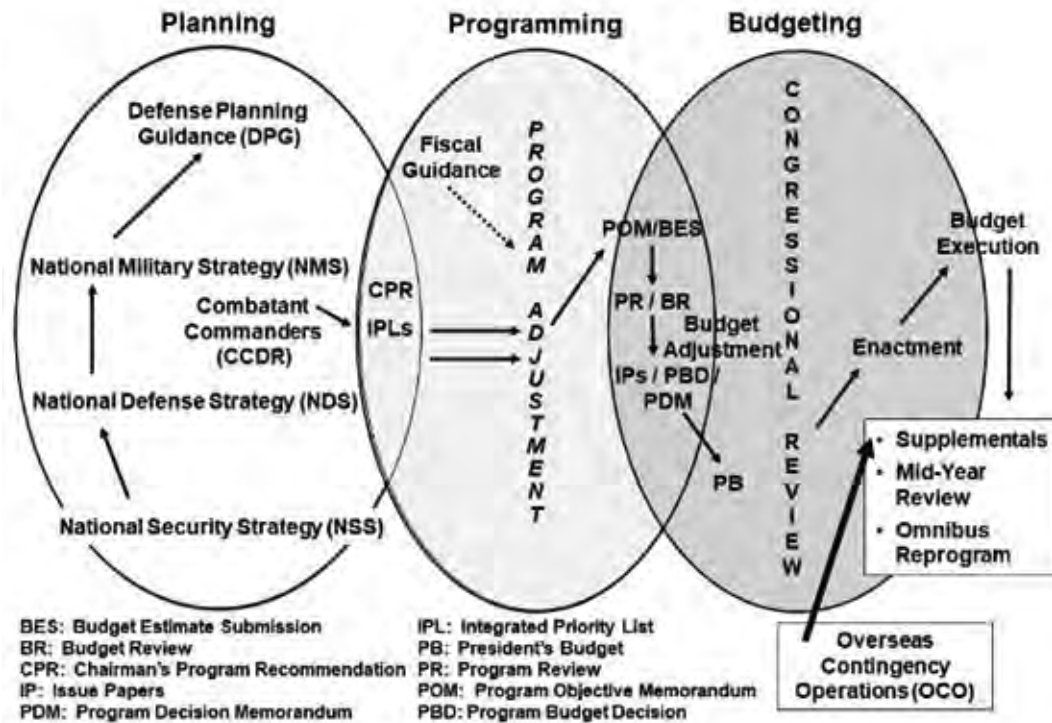 Planning
Programming
Budgeting
Defense Planning
Guidance (DPG)
National Military Strategy (NMS)
Combatant
Commanders
(CCDR)
National Defense Strategy (NDS)
National Security Strategy (NSS)
CPR
IPLs
Fiscal
Guidance
PROGRAM ADJUSTMENT
POM/BES
PR / BR
Budget
Adjustment
IPs / PBD /
PDM
PB
CONGRESSIONAL REVIEW
Enactment
Budget
Execution
• Supplementals
• Mid-Year
Review
• Omnibus
Reprogram
Overseas
Contingency
Operations (OCO)
BES: Budget Estimate Submission
BR: Budget Review
CPR: Chairman's Program Recommendation
IP: Issue Papers
PDM: Program Decision Memorandum
IPL: Integrated Priority List
PB: President's Budget
PR: Program Review
POM: Program Objective Memorandum
PBD: Program Budget Decision